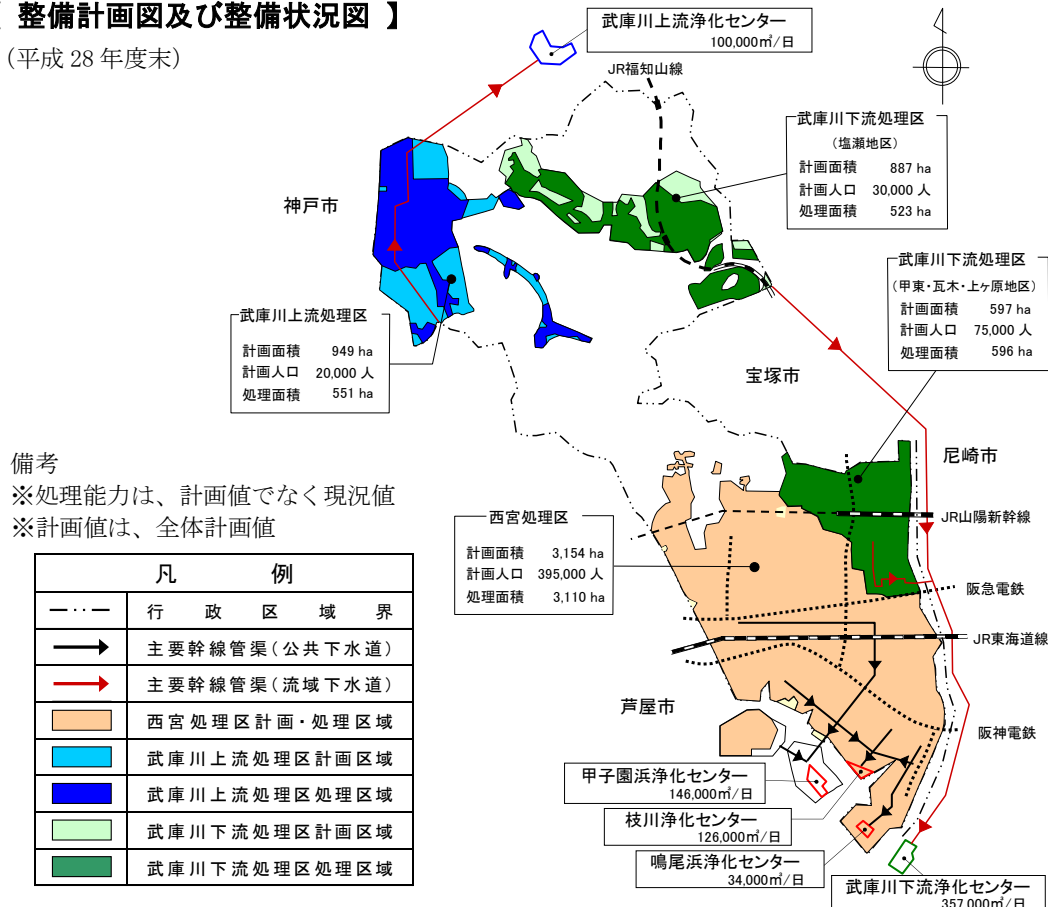 整備計画図及び整備状況図 】
(平成 28 年度末)
武庫川上流浄化センター
100,000㎥/日
JR福知山線
武庫川下流処理区
(塩瀬地区)
計画面積 887 ha
計画人口 30,000 人
処理面積 523 ha
神戸市
武庫川下流処理区
(甲東・瓦木・上ヶ原地区)
計画面積 597 ha
計画人口 75,000 人
処理面積 596 ha
武庫川上流処理区
計画面積 949 ha
計画人口 20,000 人
処理面積 551 ha
宝塚市
尼崎市
備考
※処理能力は、計画値でなく現況値
※計画値は、全体計画値
JR山陽新幹線
西宮処理区
計画面積 3,154 ha
計画人口 395,000 人
処理面積 3,110 ha
阪急電鉄
JR東海道線
凡 例
行 政 区 域 界
主要幹線管渠(公共下水道)
主要幹線管渠(流域下水道)
西宮処理区計画・処理区域
武庫川上流処理区計画区域
武庫川上流処理区処理区域
武庫川下流処理区計画区域
武庫川下流処理区処理区域
芦屋市
阪神電鉄
甲子園浜浄化センター
146,000㎥/日
枝川浄化センター
126,000㎥/日
鳴尾浜浄化センター
34,000㎥/日
武庫川下流浄化センター
357,000㎥/日